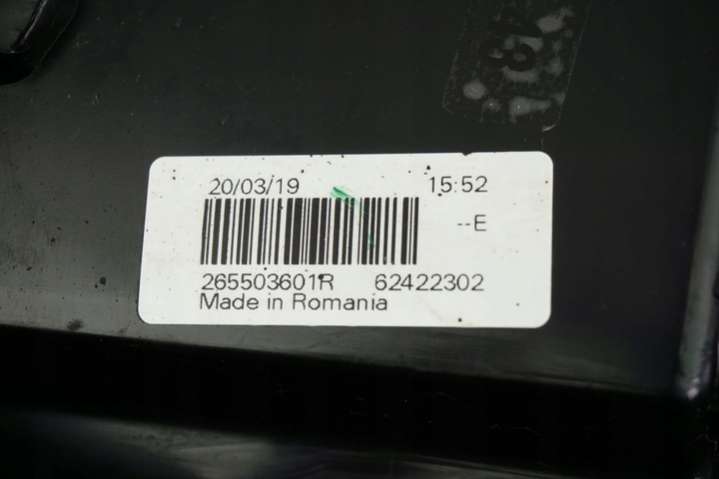 20/03/19 15:52
--E
265503601R 62422302
Made in Romania